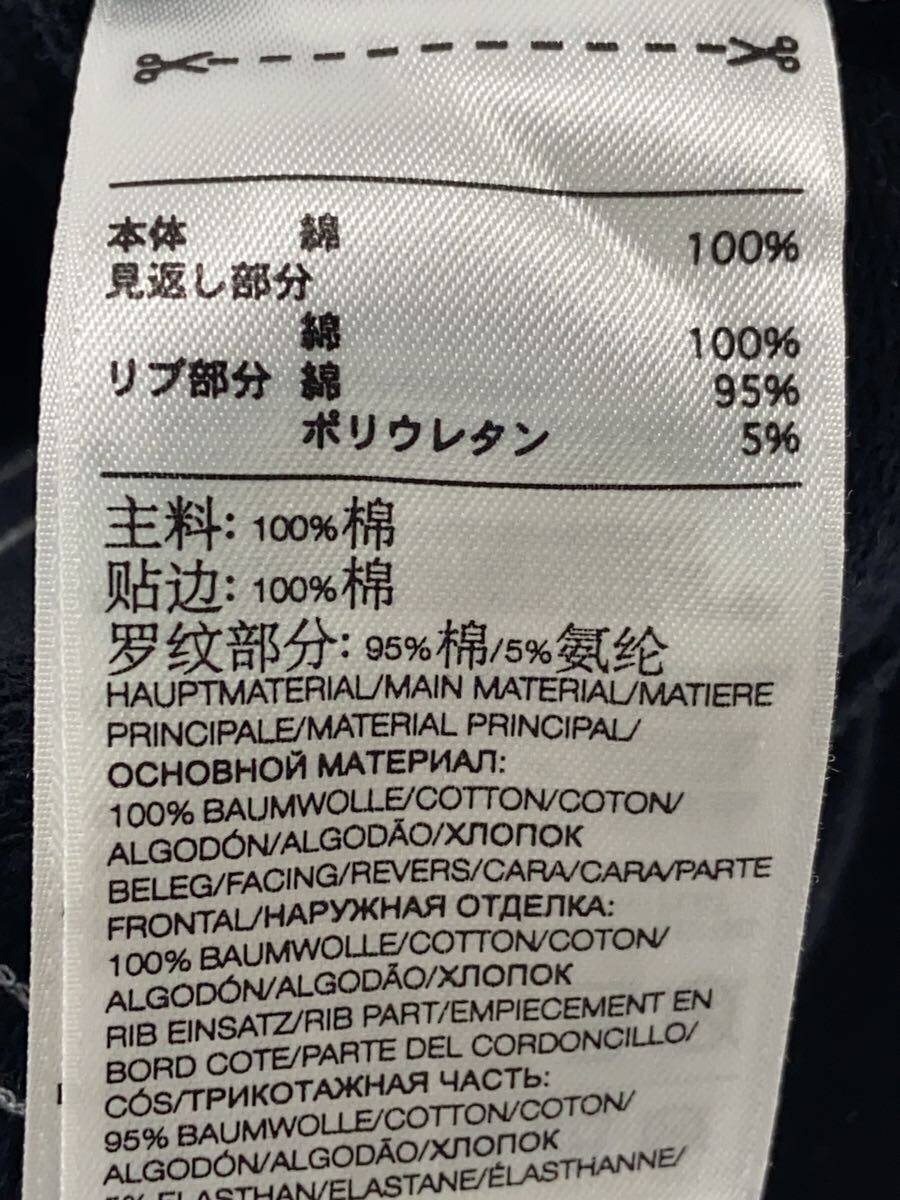 本体 綿 100%
見返し部分
綿 100%
リブ部分 綿 95%
ポリウレタン 5%
主料: 100%棉
贴边: 100%棉
罗纹部分: 95%棉/5%氨纶
HAUPTMATERIAL/MAIN MATERIAL/MATIERE
PRINCIPALE/MATERIAL PRINCIPAL/
ОСНОВНОЙ МАТЕРИАЛ:
100% BAUMWOLLE/COTTON/COTON/
ALGODÓN/ALGODÃO/ХЛОПОК
BELEG/FACING/REVERS/CARA/CARA/PARTE
FRONTAL/НАРУЖНАЯ ОТДЕЛКА:
100% BAUMWOLLE/COTTON/COTON/
ALGODÓN/ALGODÃO/ХЛОПОК
RIB EINSATZ/RIB PART/EMPIECEMENT EN
BORD COTE/PARTE DEL CORDONCILLO/
CÓS/ТРИКОТАЖНАЯ ЧАСТЬ:
95% BAUMWOLLE/COTTON/COTON/
ALGODÓN/ALGODÃO/ХЛОПОК
5% ELASTHAN/ELASTANE/ÉLASTHANNE/